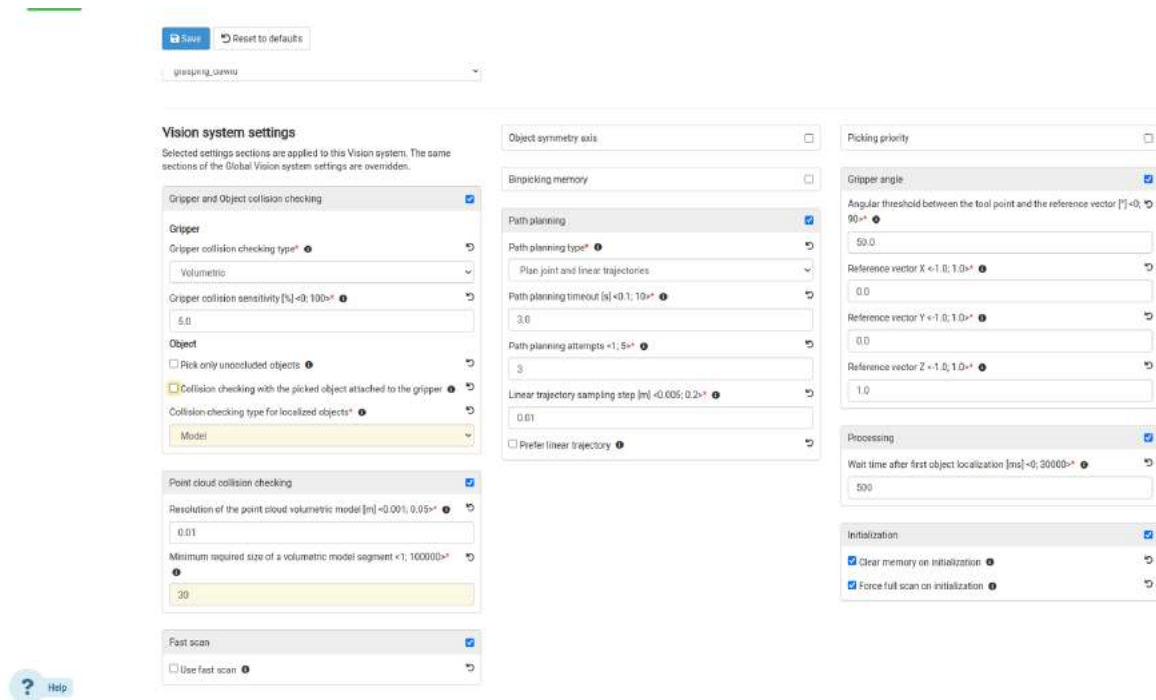 Save
Reset to defaults
grasping_dawid
Vision system settings
Selected settings sections are applied to this Vision system. The same
sections of the Global Vision system settings are overridden.
Gripper and Object collision checking
Gripper
Gripper collision checking type*
Volumetric
Gripper collision sensitivity [%] <0; 100>*
5.0
Object
Pick only unoccluded objects
Collision checking with the picked object attached to the gripper
Collision checking type for localized objects*
Model
Point cloud collision checking
Resolution of the point cloud volumetric model [m] <0.001; 0.05>*
0.01
Minimum required size of a volumetric model segment <1; 100000>*
30
Fast scan
Use fast scan
Object symmetry axis
Binpicking memory
Path planning
Path planning type*
Plan joint and linear trajectories
Path planning timeout [s] <0.1; 10>*
3.0
Path planning attempts <1; 5>*
3
Linear trajectory sampling step [m] <0.005; 0.2>*
0.01
Prefer linear trajectory
Picking priority
Gripper angle
Angular threshold between the tool point and the reference vector [°] <0;
90>*
50.0
Reference vector X <-1.0; 1.0>*
0.0
Reference vector Y <-1.0; 1.0>*
0.0
Reference vector Z <-1.0; 1.0>*
1.0
Processing
Wait time after first object localization [ms] <0; 30000>*
500
Initialization
Clear memory on initialization
Force full scan on initialization
? Help